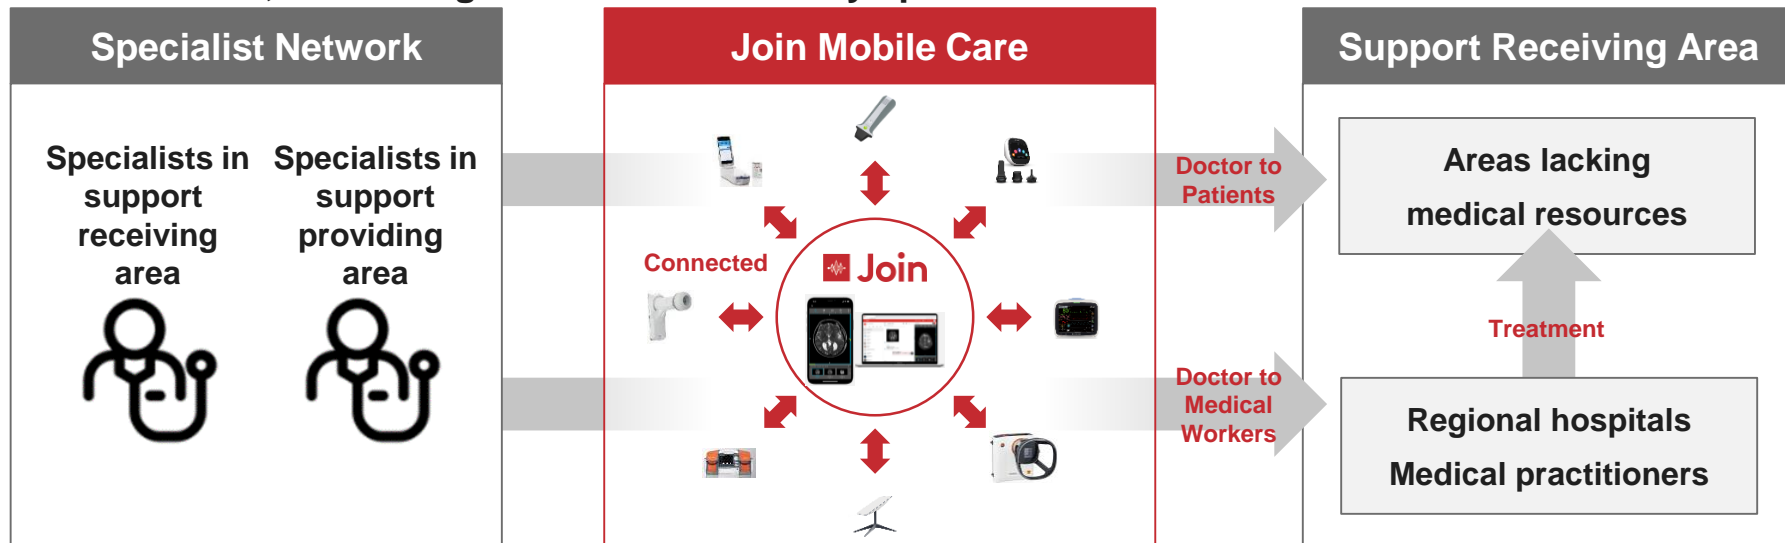 Specialist Network
Specialists in
support
receiving
area
Specialists in
support
providing
area
Join Mobile Care
Connected
Join
Doctor to
Patients
Doctor to
Medical
Workers
Support Receiving Area
Areas lacking
medical resources
Treatment
Regional hospitals
Medical practitioners